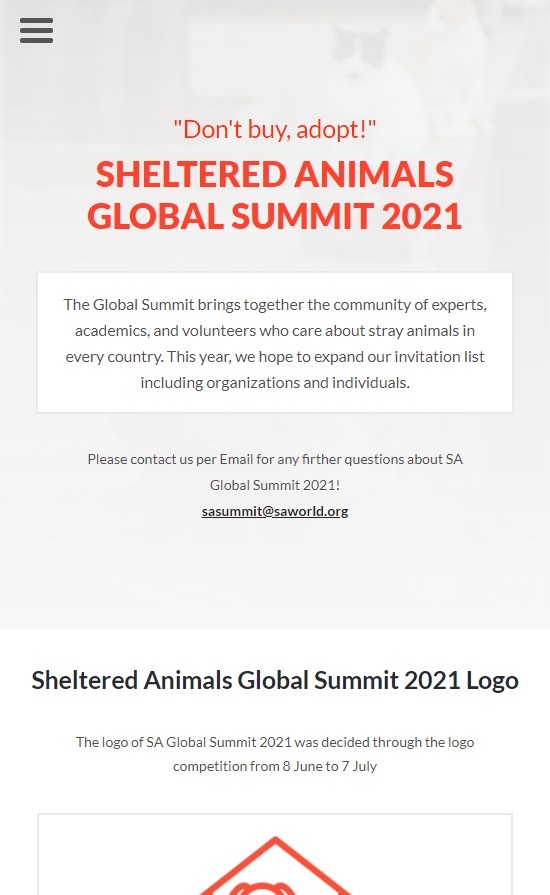 "Don't buy, adopt!"
SHELTERED ANIMALS
GLOBAL SUMMIT 2021
The Global Summit brings together the community of experts,
academics, and volunteers who care about stray animals in
every country. This year, we hope to expand our invitation list
including organizations and individuals.
Please contact us per Email for any firther questions about SA
Global Summit 2021!
sasummit@saworld.org
Sheltered Animals Global Summit 2021 Logo
The logo of SA Global Summit 2021 was decided through the logo
competition from 8 June to 7 July